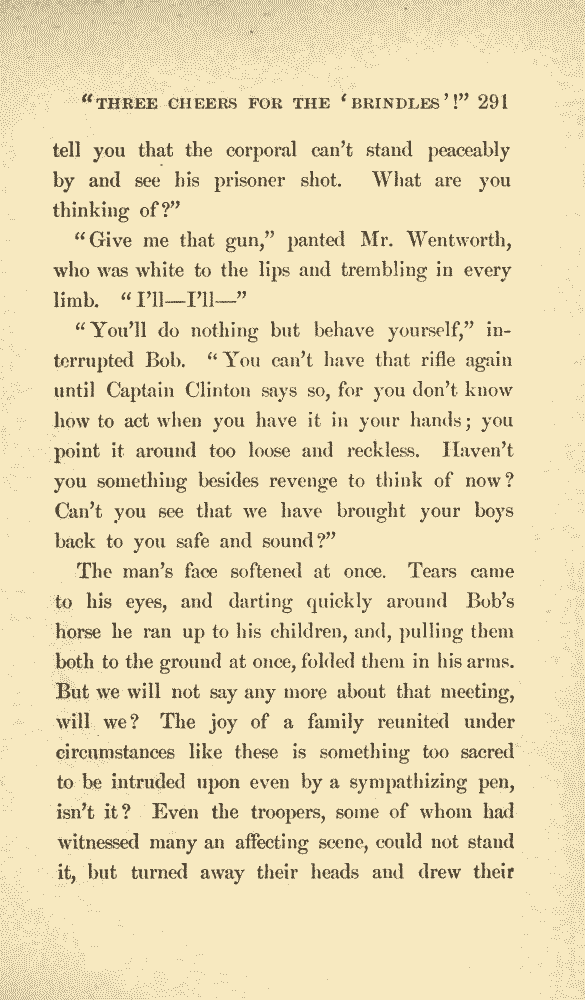 "THREE CHEERS FOR THE 'BRINDLES'!" 291
tell you that the corporal can't stand peaceably
by and see his prisoner shot. What are you
thinking of?"
"Give me that gun," panted Mr. Wentworth,
who was white to the lips and trembling in every
limb. "I'll—I'll—"
"You'll do nothing but behave yourself," in-
terrupted Bob. "You can't have that rifle again
until Captain Clinton says so, for you don't know
how to act when you have it in your hands; you
point it around too loose and reckless. Haven't
you something besides revenge to think of now?
Can't you see that we have brought your boys
back to you safe and sound?"
The man's face softened at once. Tears came
to his eyes, and darting quickly around Bob's
horse he ran up to his children, and, pulling them
both to the ground at once, folded them in his arms.
But we will not say any more about that meeting,
will we? The joy of a family reunited under
circumstances like these is something too sacred
to be intruded upon even by a sympathizing pen,
isn't it? Even the troopers, some of whom had
witnessed many an affecting scene, could not stand
it, but turned away their heads and drew their